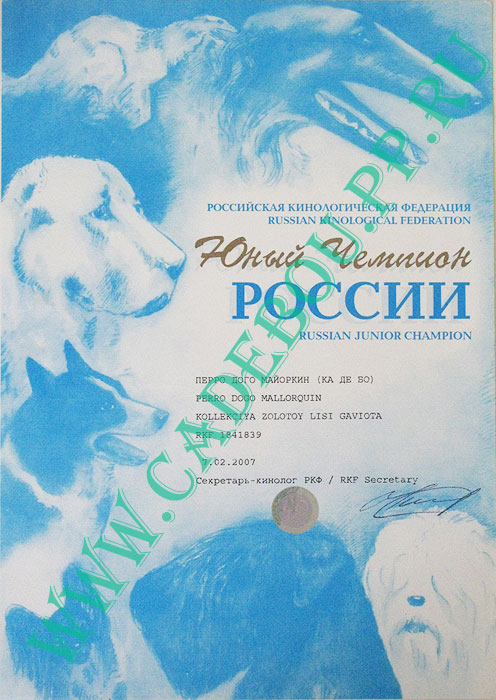 РОССИЙСКАЯ КИНОЛОГИЧЕСКАЯ ФЕДЕРАЦИЯ
RUSSIAN KINOLOGICAL FEDERATION
Юный Чемпион
РОССИИ
RUSSIAN JUNIOR CHAMPION
ПЕРРО ДОГО МАЙОРКИН (КА ДЕ БО)
PERRO DOGO MALLORQUIN
KOLLEKCIYA ZOLOTOY LISI GAVIOTA
RKF 1841839
7.02.2007
Секретарь-кинолог РКФ / RKF Secretary
WWW.CADEBOU.PP.RU